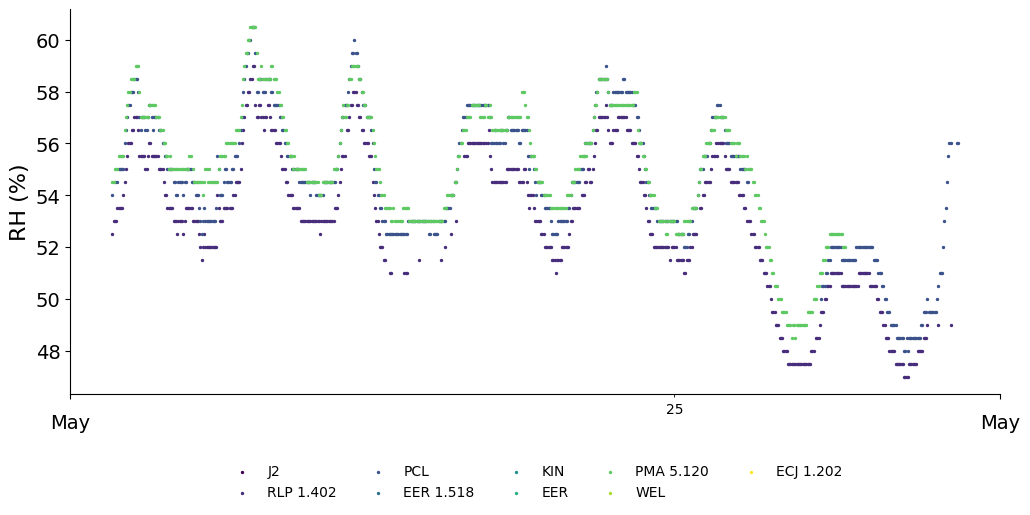 60
58
56
54
52
50
48
RH (%)
25
May
May
J2
PCL
KIN
PMA 5.120
ECJ 1.202
RLP 1.402
EER 1.518
EER
WEL